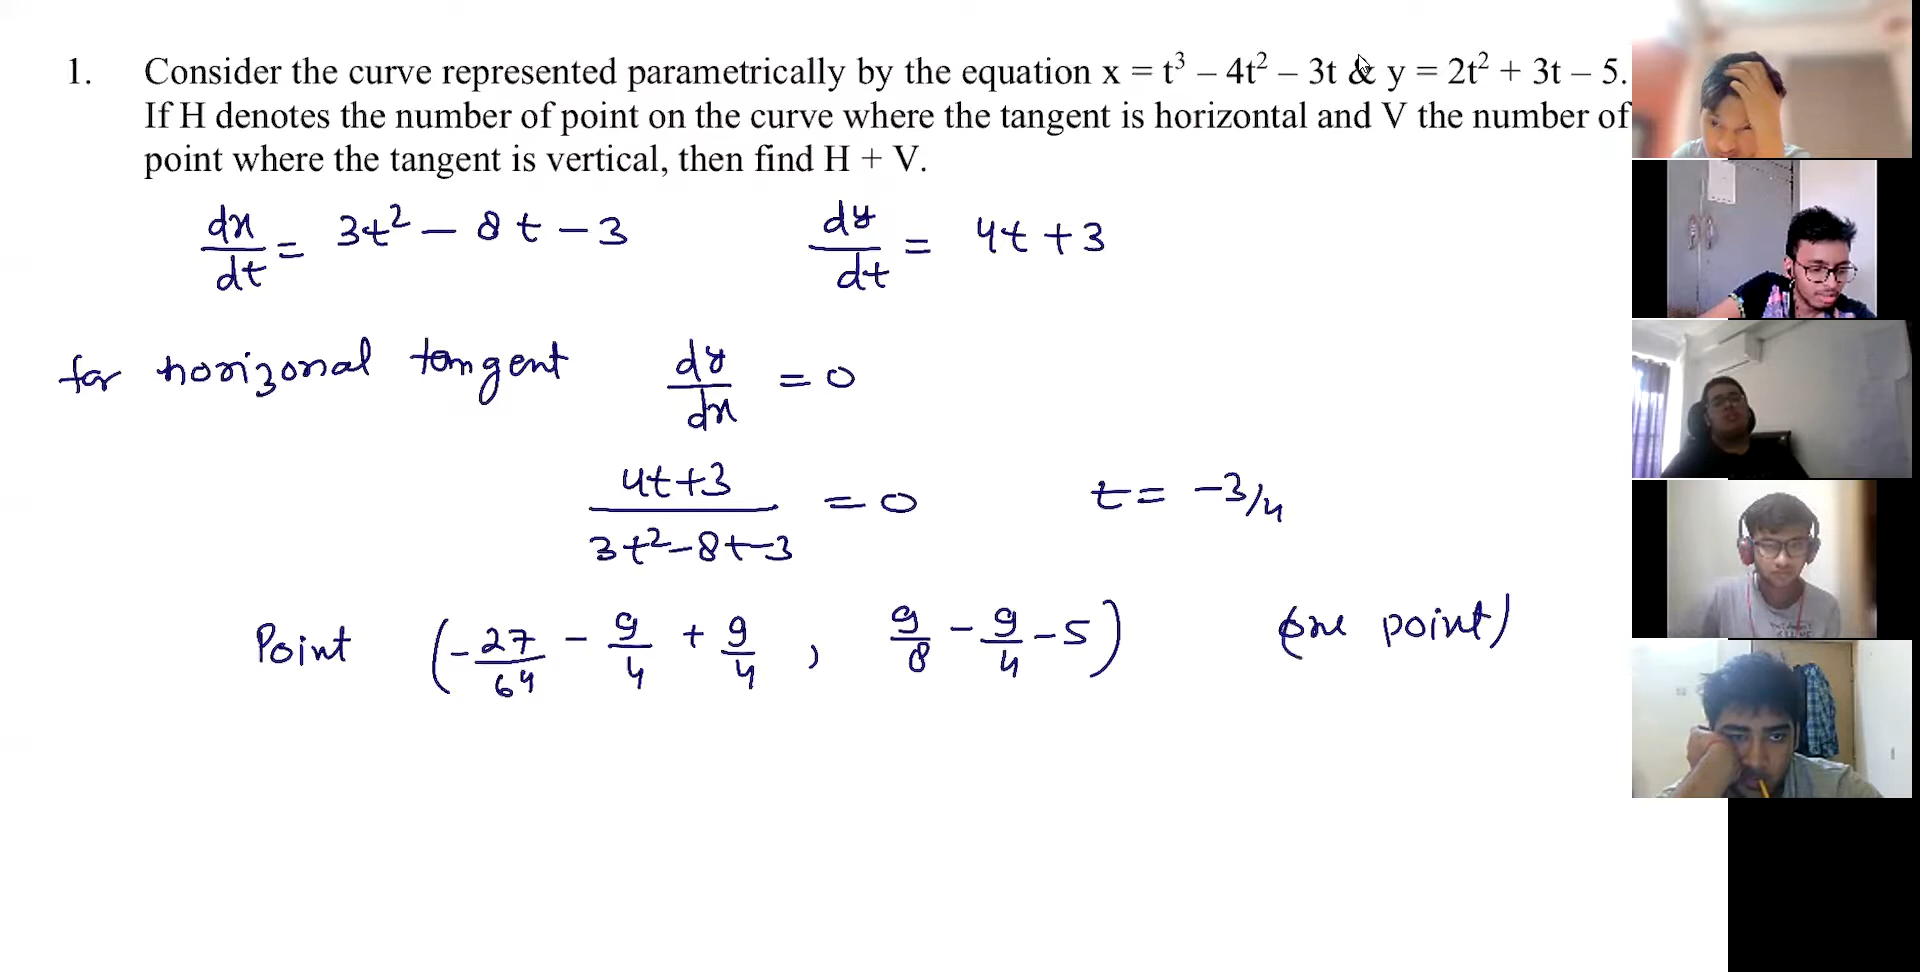 1. Consider the curve represented parametrically by the equation x = t³ – 4t² – 3t & y = 2t² + 3t – 5.
If H denotes the number of point on the curve where the tangent is horizontal and V the number of
point where the tangent is vertical, then find H + V.
dx/dt = 3t² – 8t – 3 dy/dt = 4t + 3
for horizonal tangent dy/dx = 0
(4t+3)/(3t²–8t–3) = 0 t = –3/4
Point (–27/64 – 9/4 + 9/4 , 9/8 – 9/4 – 5) (one point)